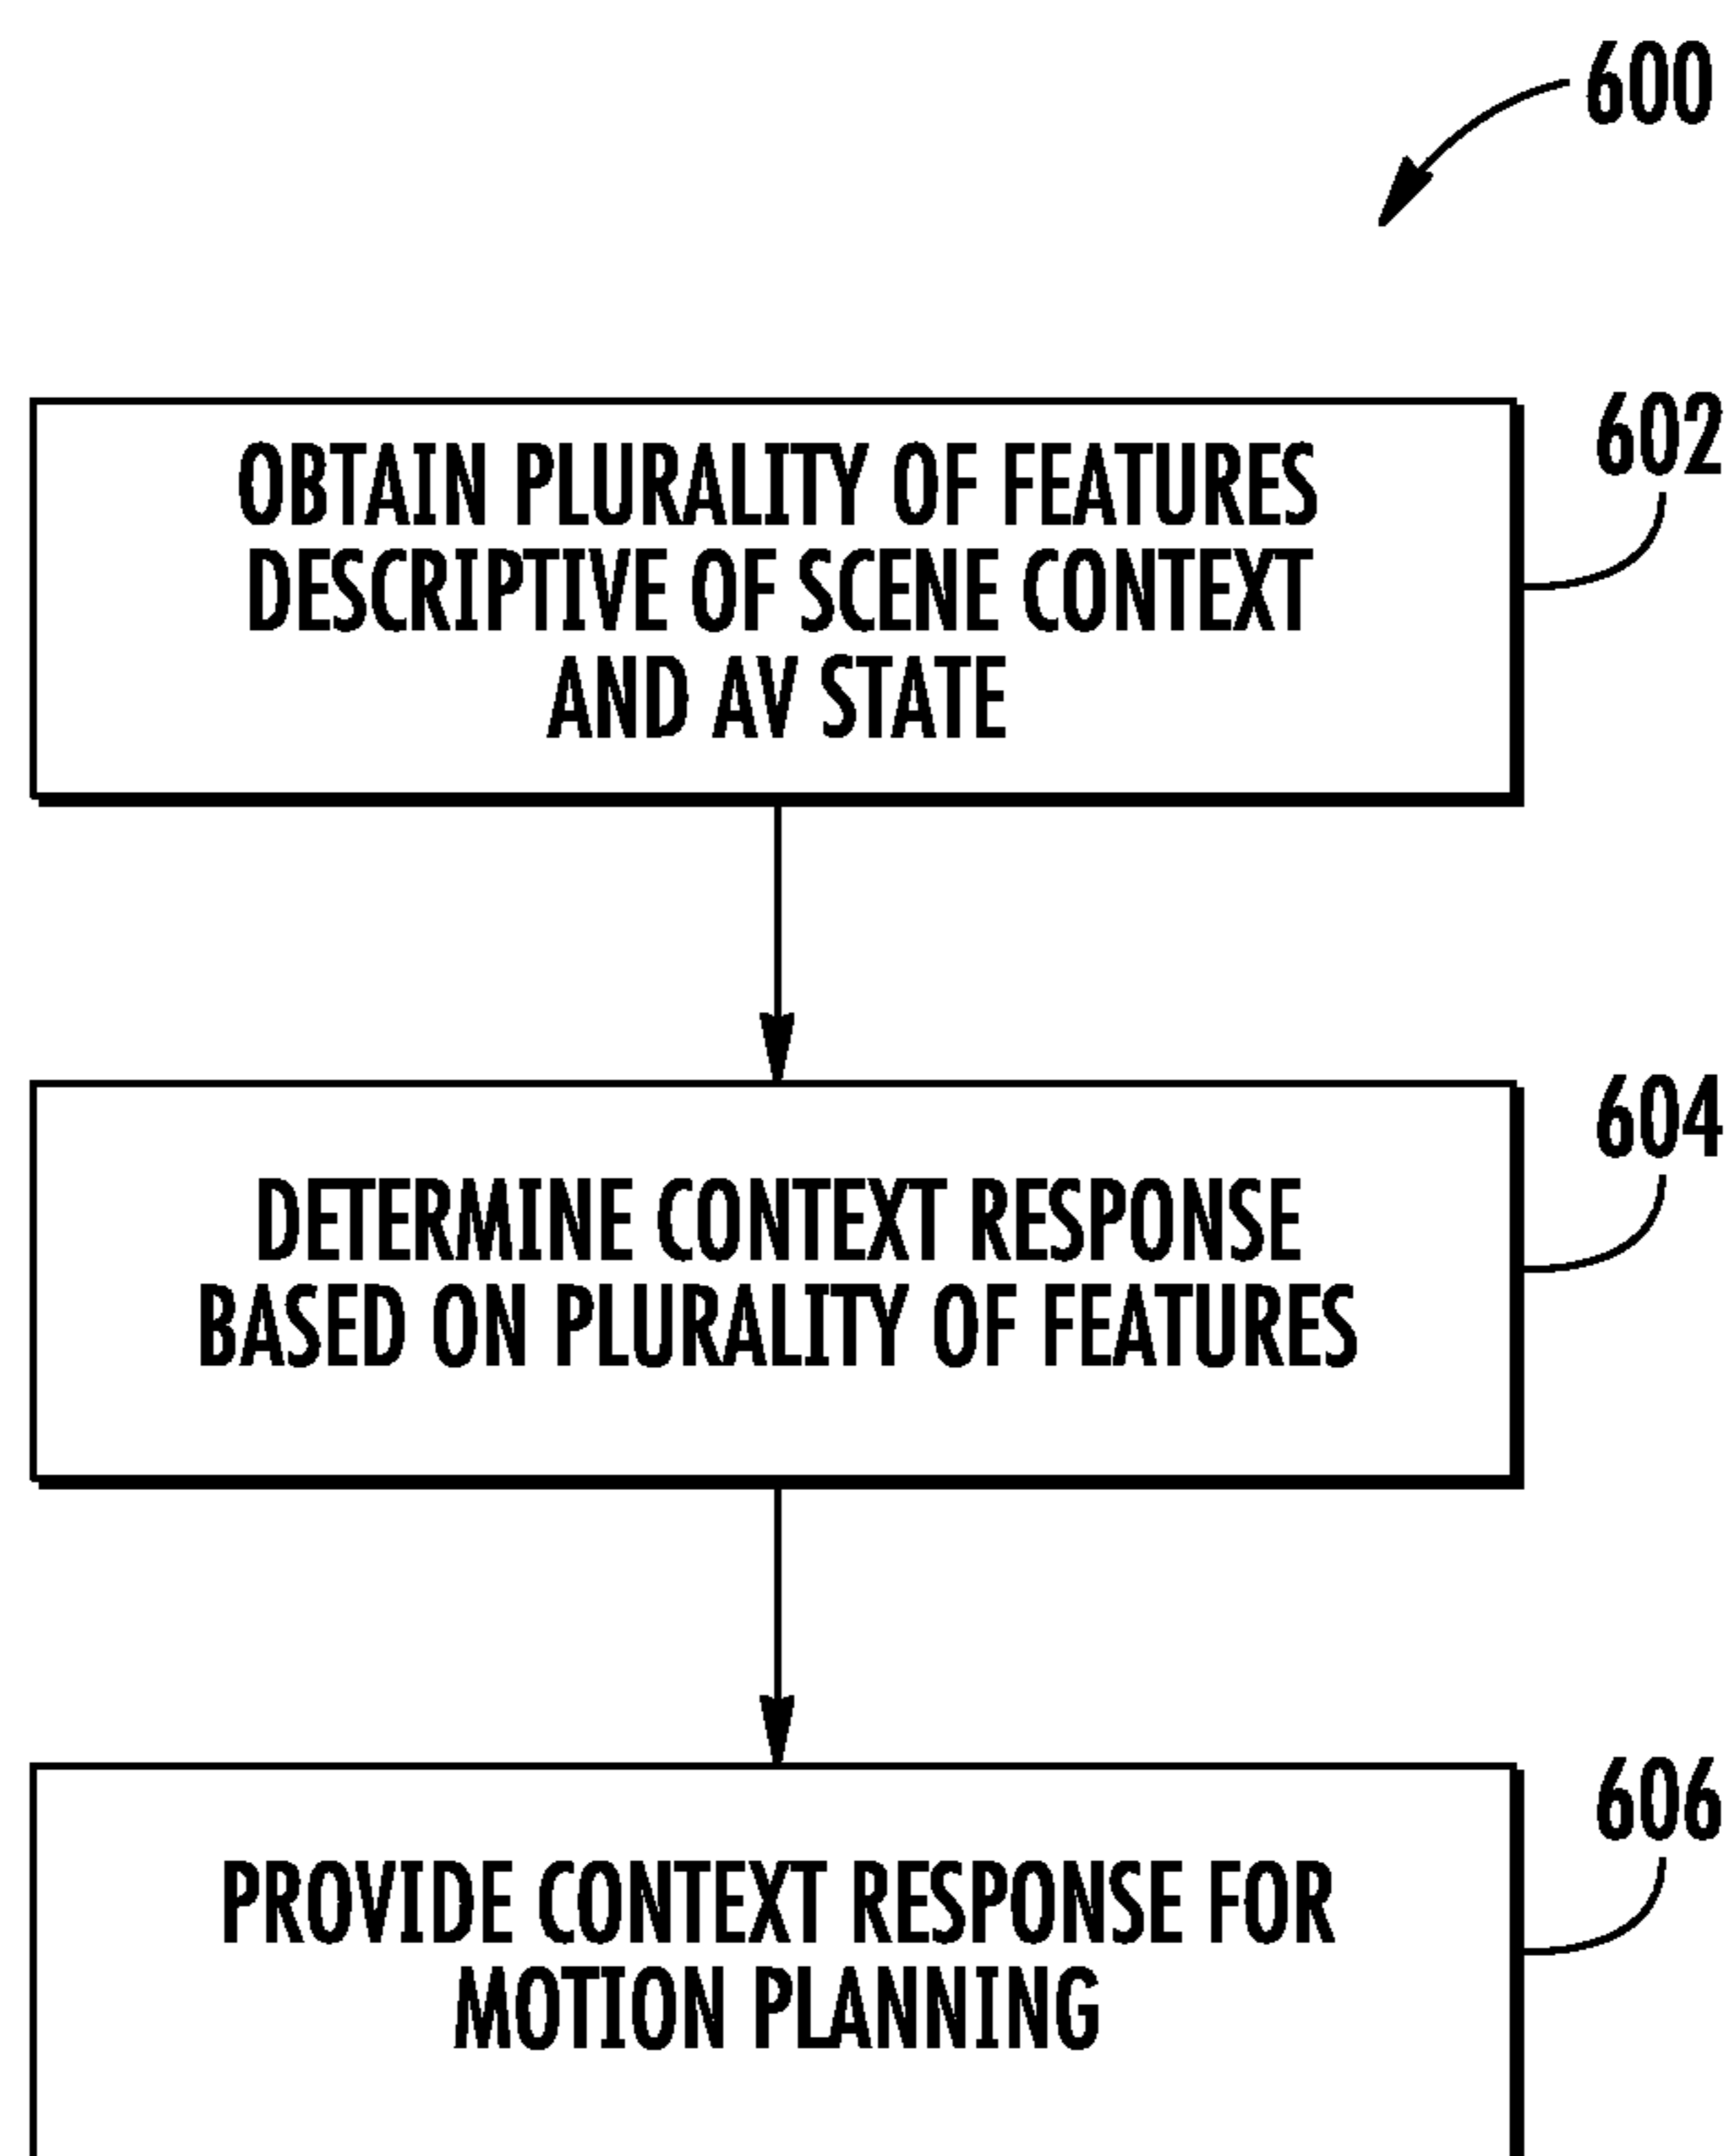 600
602
OBTAIN PLURALITY OF FEATURES
DESCRIPTIVE OF SCENE CONTEXT
AND AV STATE
604
DETERMINE CONTEXT RESPONSE
BASED ON PLURALITY OF FEATURES
606
PROVIDE CONTEXT RESPONSE FOR
MOTION PLANNING